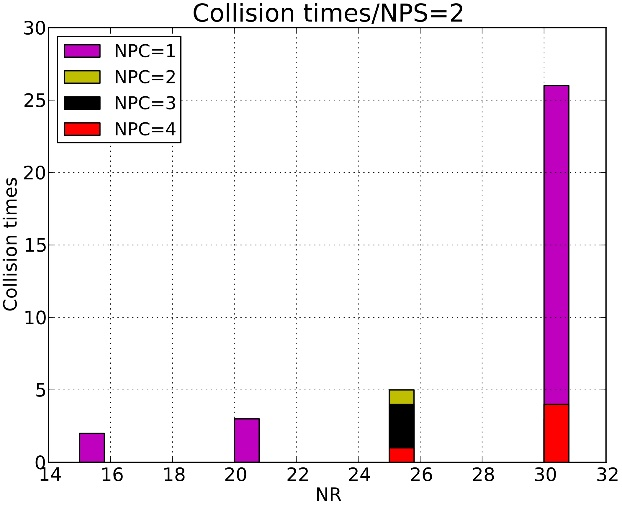 Collision times/NPS=2
30
25
20
15
10
5
0
Collision times
NPC=1
NPC=2
NPC=3
NPC=4
14 16 18 20 22 24 26 28 30 32
NR